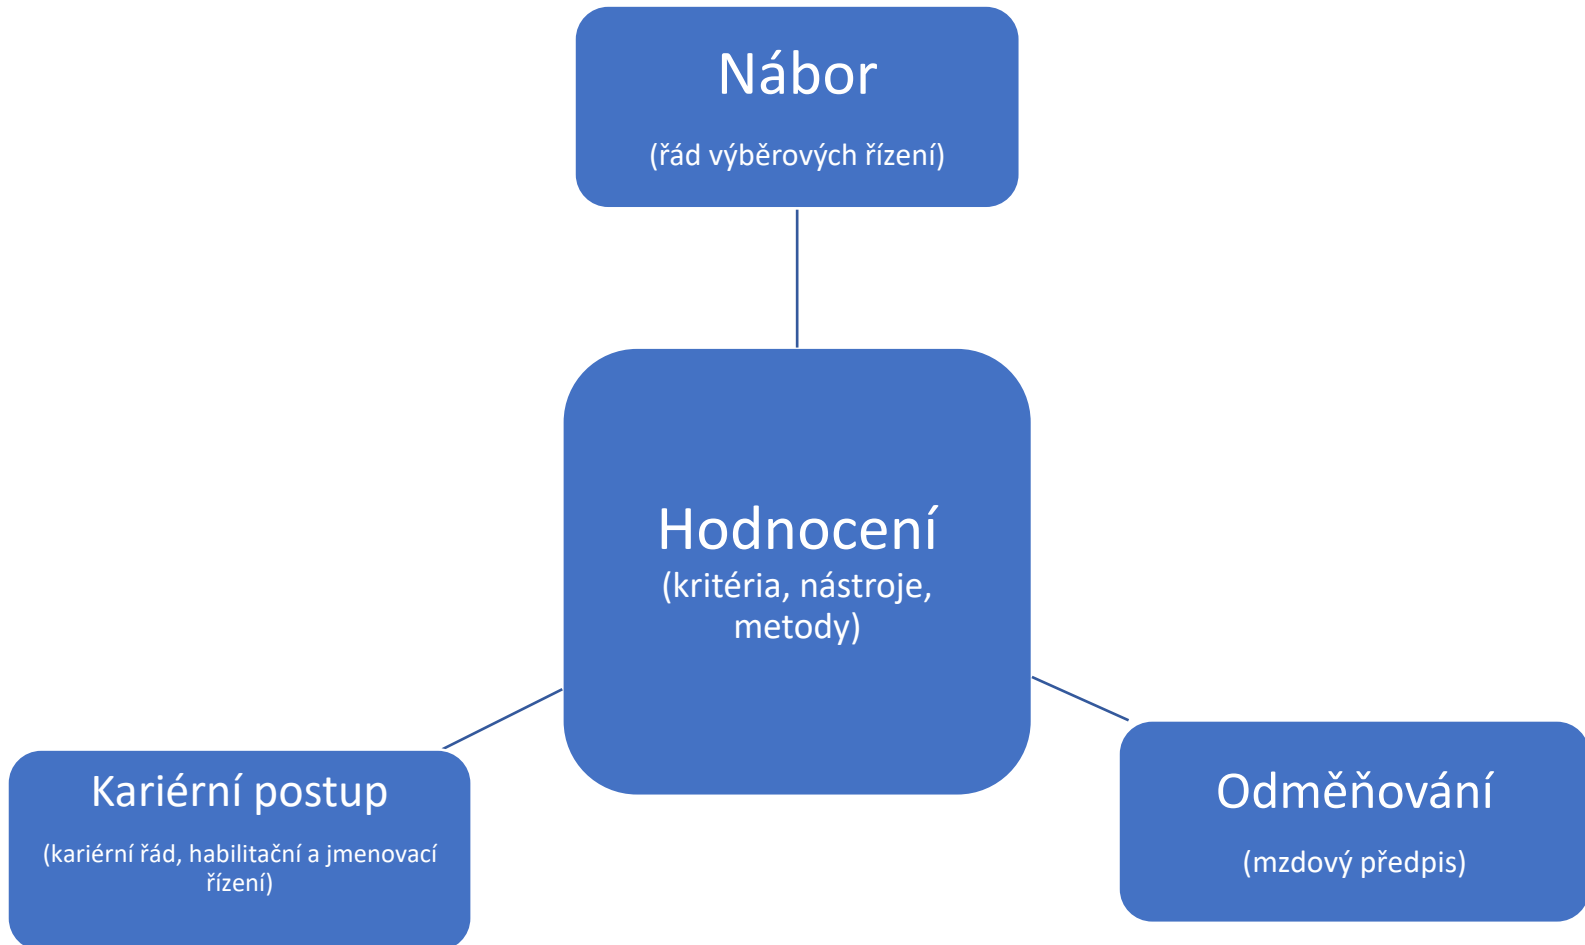 Nábor
(řád výběrových řízení)
Hodnocení
(kritéria, nástroje,
metody)
Kariérní postup
(kariérní řád, habilitační a jmenovací
řízení)
Odměňování
(mzdový předpis)